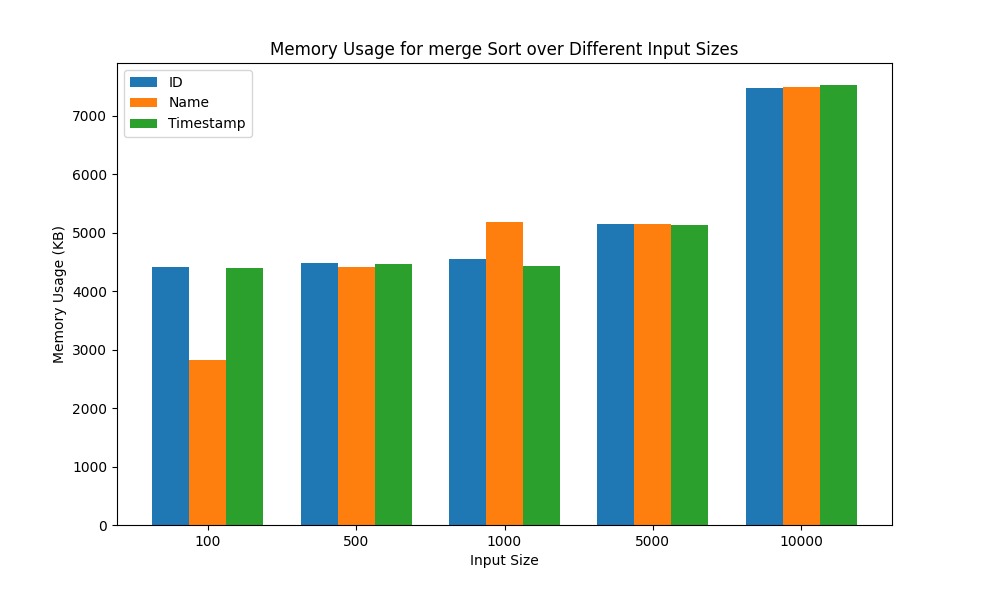 Memory Usage for merge Sort over Different Input Sizes
ID
Name
Timestamp
Memory Usage (KB)
7000
6000
5000
4000
3000
2000
1000
0
100 500 1000 5000 10000
Input Size